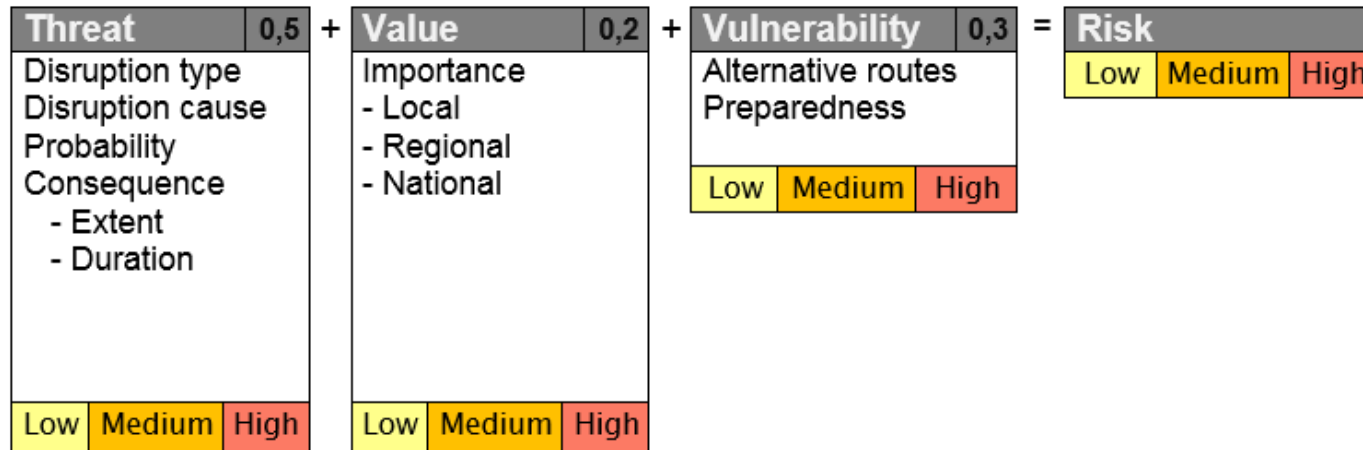 Threat 0,5 + Value 0,2 + Vulnerability 0,3 = Risk
Disruption type
Disruption cause
Probability
Consequence
- Extent
- Duration
Low Medium High
Importance
- Local
- Regional
- National
Low Medium High
Alternative routes
Preparedness
Low Medium High
Low Medium High